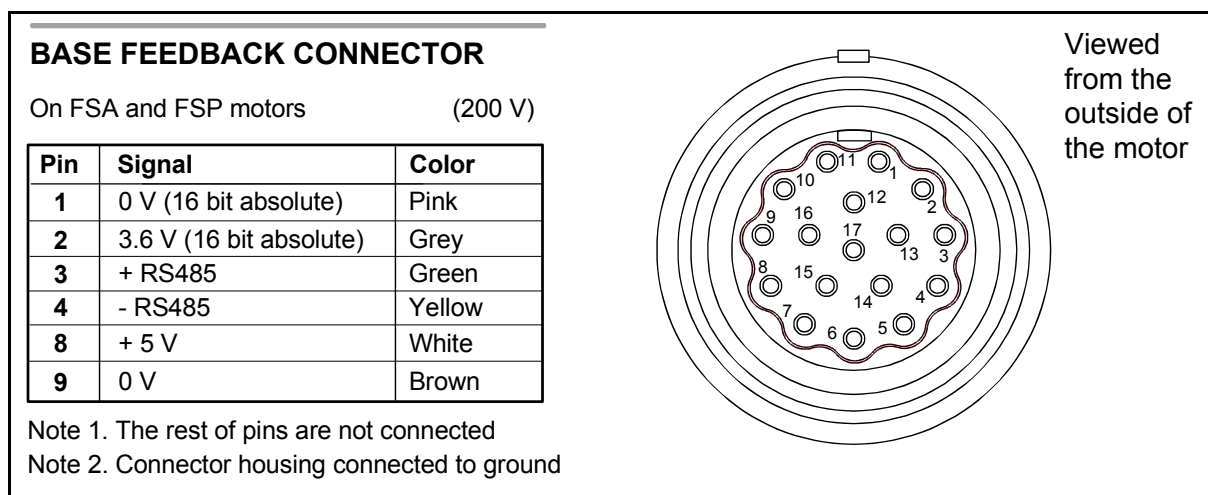 BASE FEEDBACK CONNECTOR
On FSA and FSP motors (200 V)
Pin Signal Color
1 0 V (16 bit absolute) Pink
2 3.6 V (16 bit absolute) Grey
3 + RS485 Green
4 - RS485 Yellow
8 + 5 V White
9 0 V Brown
Note 1. The rest of pins are not connected
Note 2. Connector housing connected to ground
Viewed
from the
outside of
the motor
11 1
10 12 2
9 16 17 13 3
8 15 14 4
7 6 5